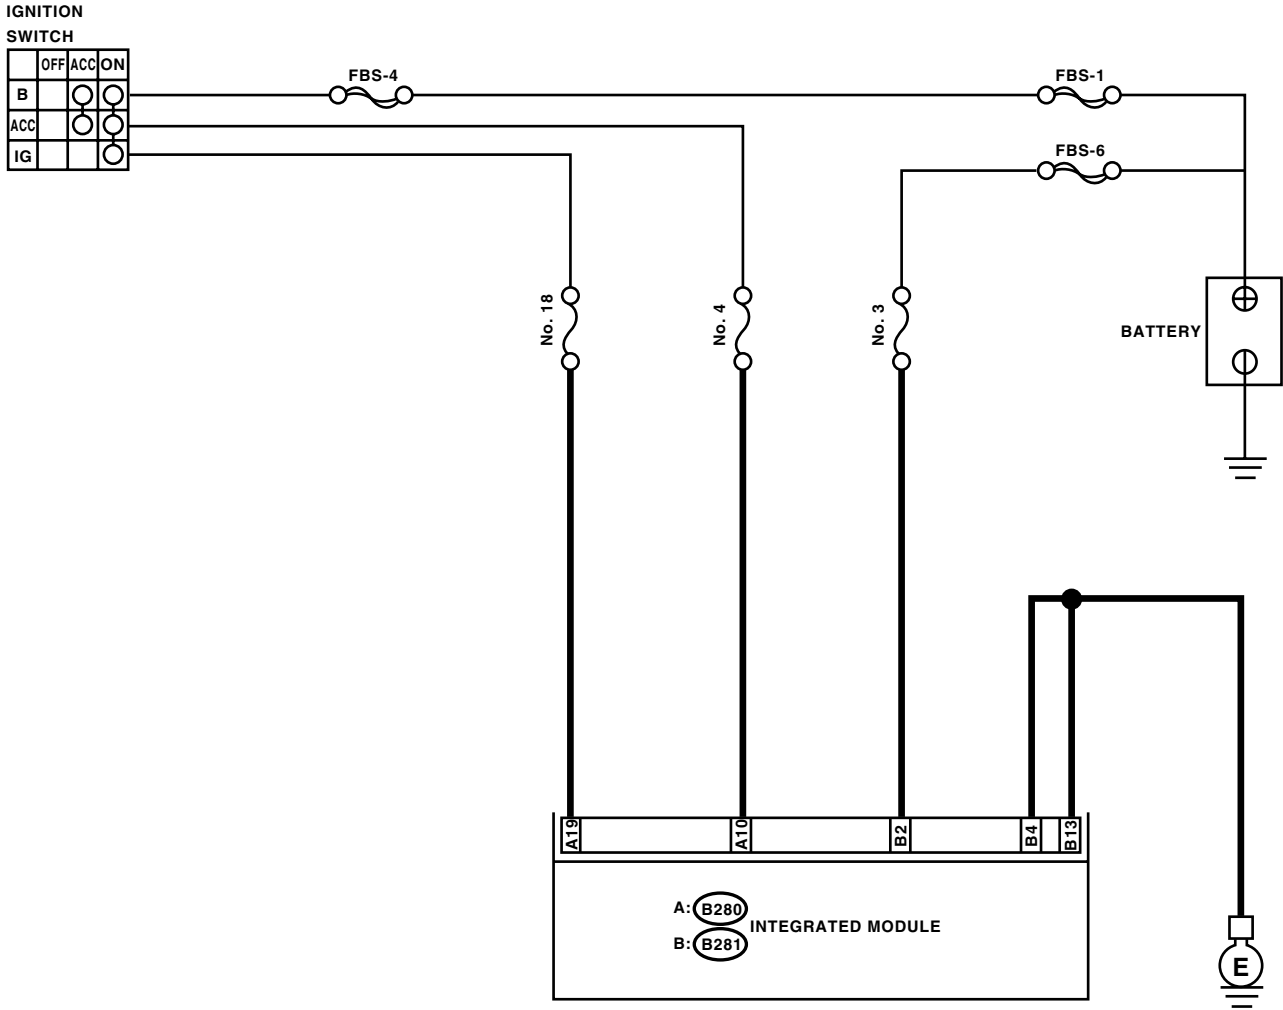 IGNITION
SWITCH
OFF ACC ON
B
ACC
IG
FBS-4
FBS-1
FBS-6
No. 18
No. 4
No. 3
BATTERY
A19
A10
B2
B4
B13
A: B280
INTEGRATED MODULE
B: B281
E